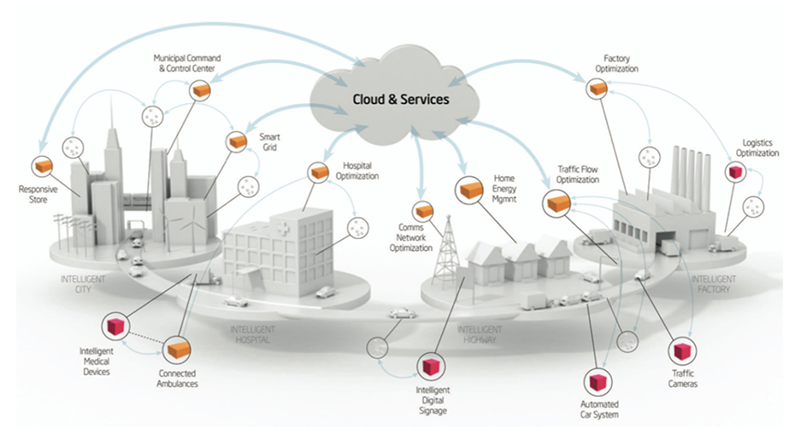 Municipal Command
& Control Center
Cloud & Services
Factory
Optimization
Smart
Grid
Logistics
Optimization
Responsive
Store
Hospital
Optimization
Home
Energy
Mgmnt
Traffic Flow
Optimization
Comms
Network
Optimization
INTELLIGENT
CITY
INTELLIGENT
HOSPITAL
INTELLIGENT
HIGHWAY
INTELLIGENT
FACTORY
Intelligent
Medical
Devices
Connected
Ambulances
Intelligent
Digital
Signage
Automated
Car System
Traffic
Cameras